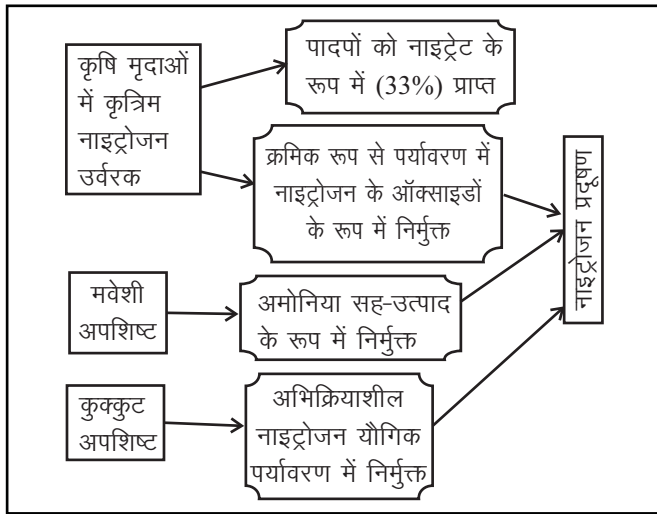 कृषि मृदाओं
में कृत्रिम
नाइट्रोजन
उर्वरक
पादपों को नाइट्रेट के
रूप में (33%) प्राप्त
क्रमिक रूप से पर्यावरण में
नाइट्रोजन के ऑक्साइडों
के रूप में निर्मुक्त
मवेशी
अपशिष्ट
अमोनिया सह-उत्पाद
के रूप में निर्मुक्त
कुक्कुट
अपशिष्ट
अभिक्रियाशील
नाइट्रोजन यौगिक
पर्यावरण में निर्मुक्त
नाइट्रोजन प्रदूषण